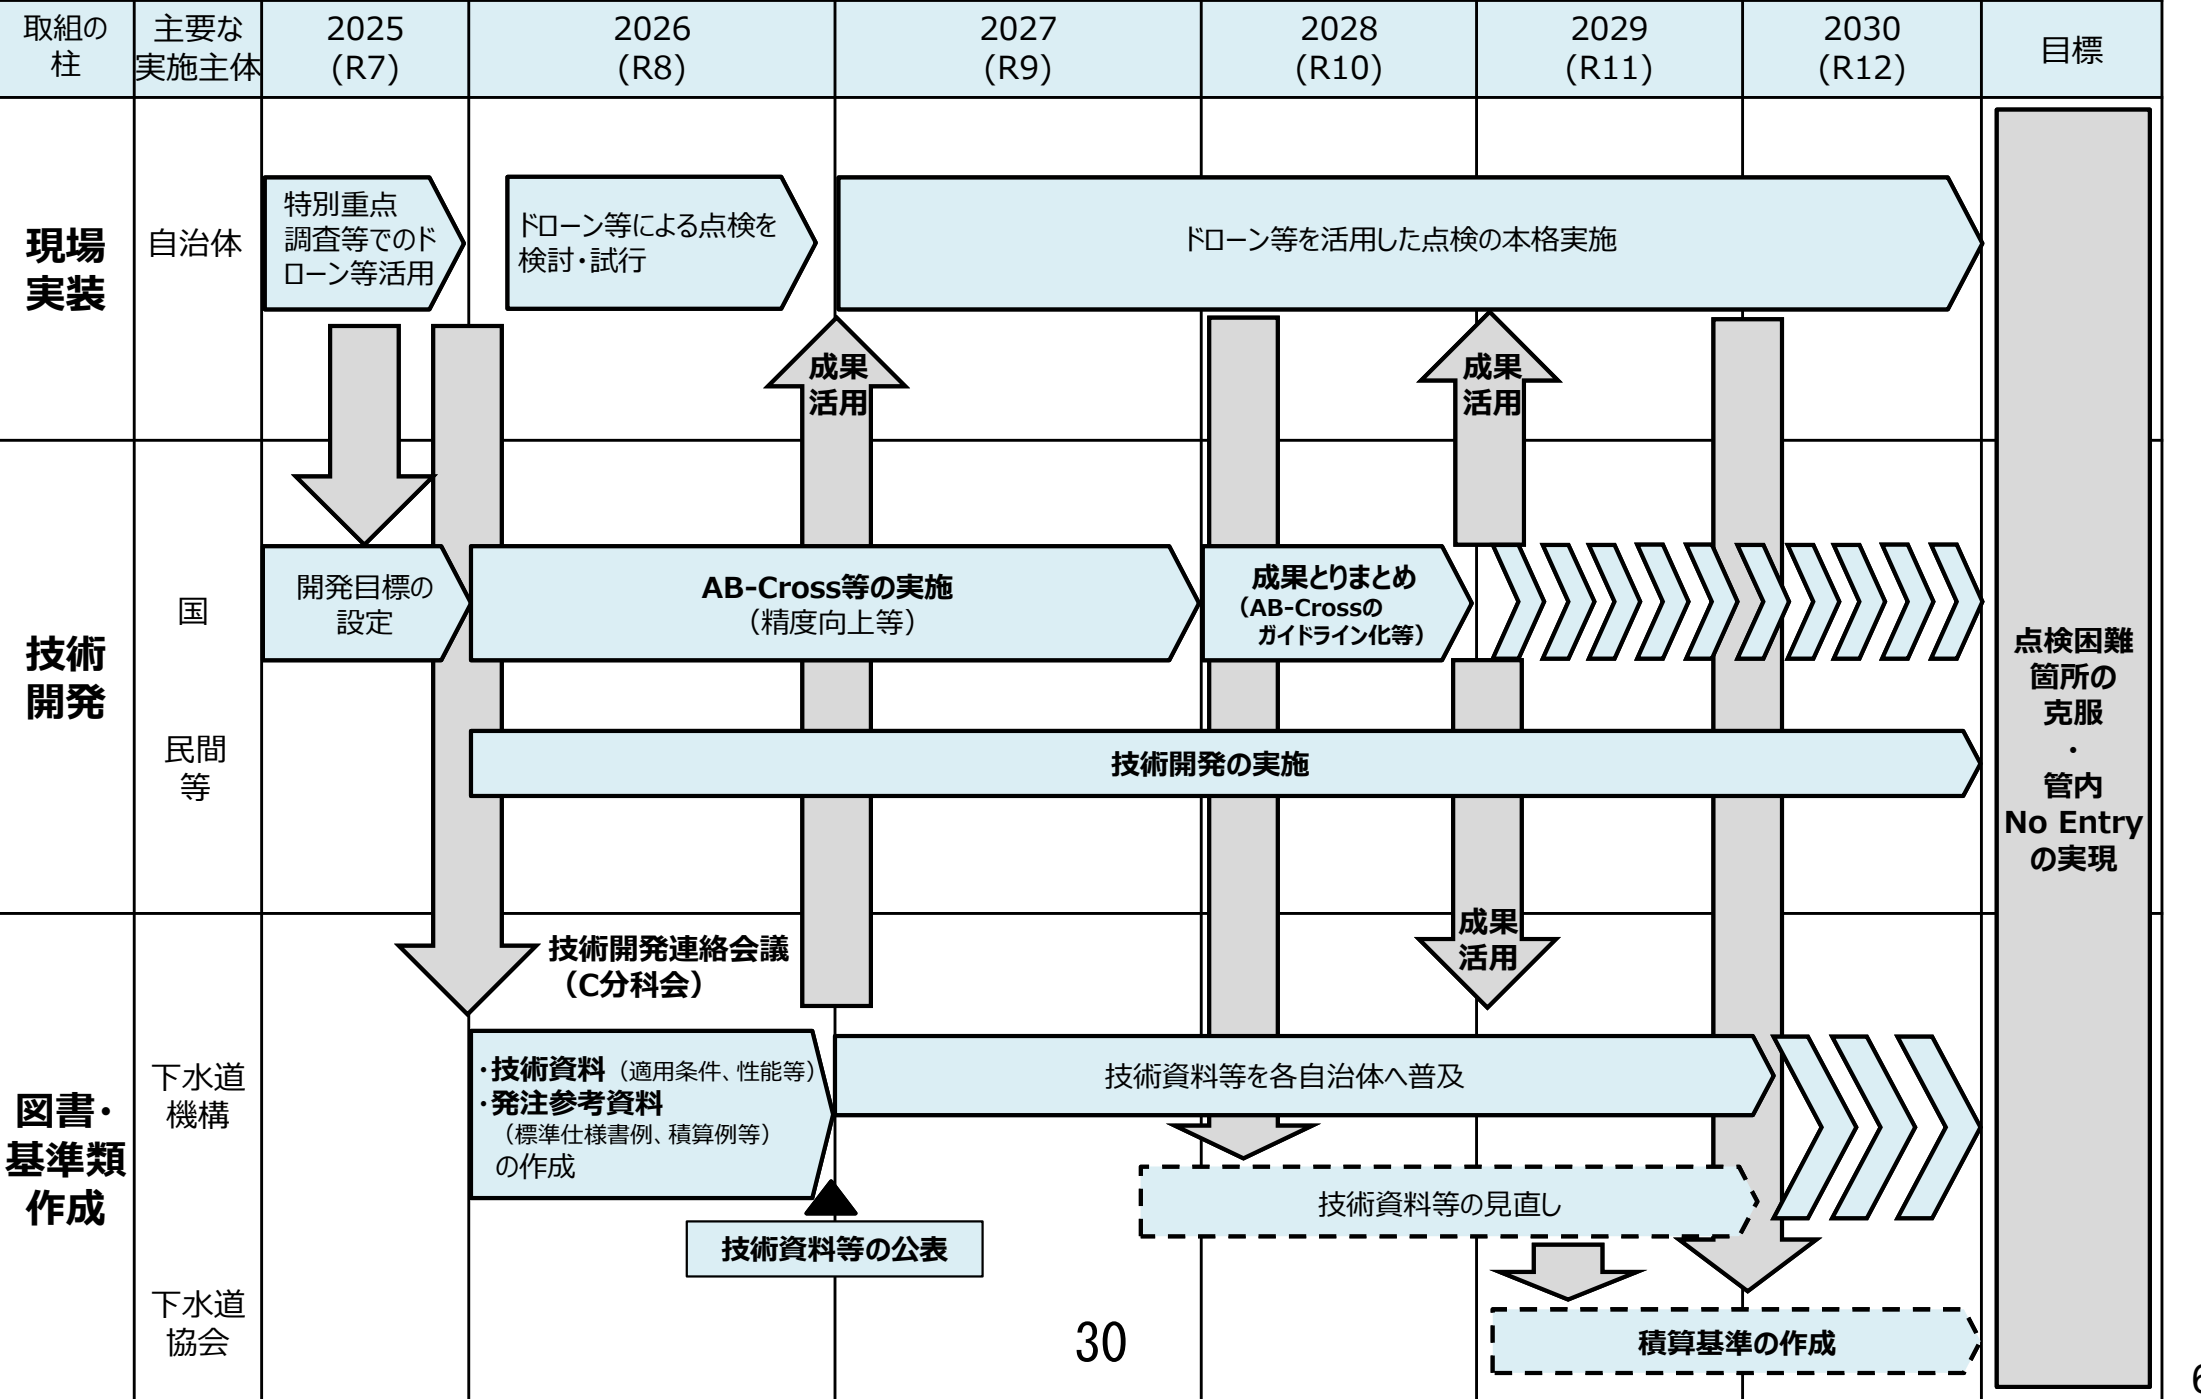 取組の
柱
主要な
実施主体
2025
(R7)
2026
(R8)
2027
(R9)
2028
(R10)
2029
(R11)
2030
(R12)
目標
現場
実装
自治体
特別重点
調査等でのド
ローン等活用
ドローン等による点検を
検討・試行
ドローン等を活用した点検の本格実施
成果
活用
成果
活用
技術
開発
国
開発目標の
設定
AB-Cross等の実施
（精度向上等）
成果とりまとめ
（AB-Crossの
ガイドライン化等）
民間
等
技術開発の実施
成果
活用
技術開発連絡会議
（C分科会）
図書・
基準類
作成
下水道
機構
・技術資料（適用条件、性能等）
・発注参考資料
（標準仕様書例、積算例等）
の作成
技術資料等を各自治体へ普及
技術資料等の見直し
技術資料等の公表
下水道
協会
積算基準の作成
点検困難
箇所の
克服
・
管内
No Entry
の実現
30